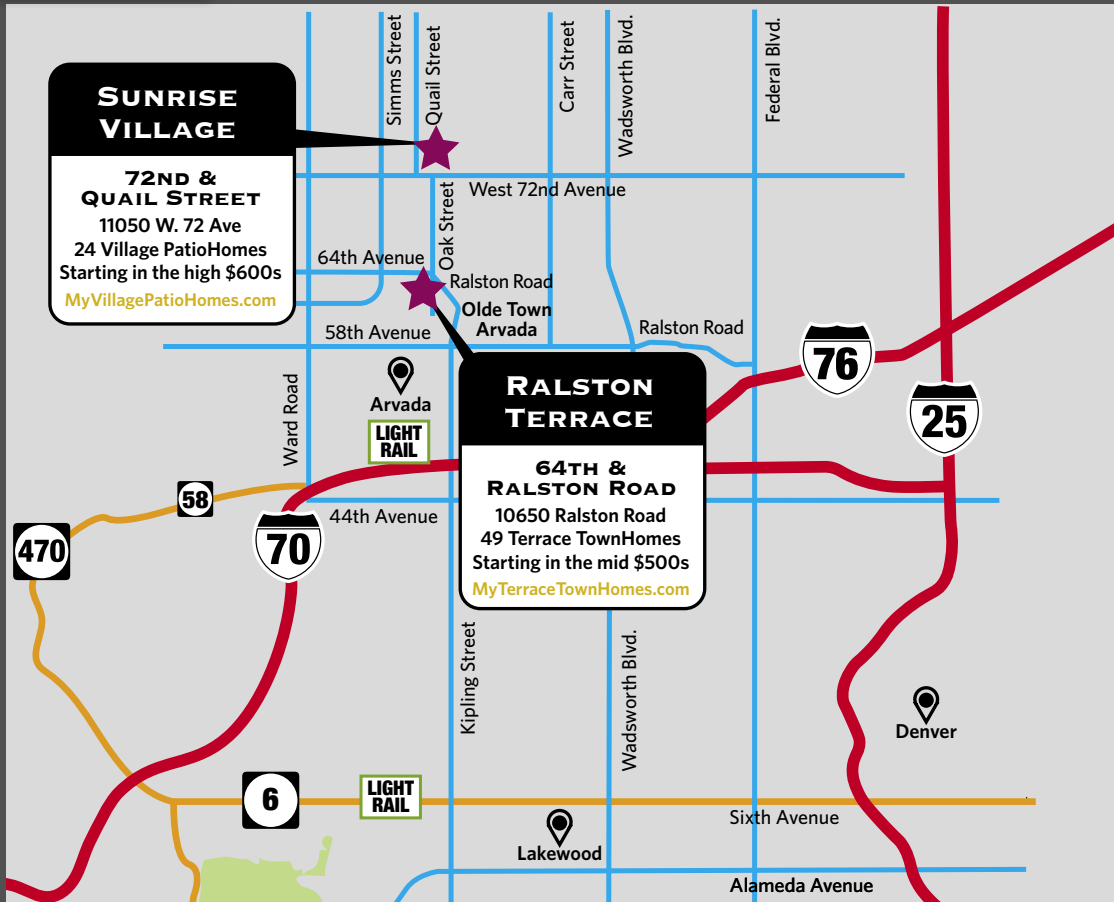 Simms Street
Quail Street
Carr Street
Wadsworth Blvd.
Federal Blvd.
SUNRISE
VILLAGE
72ND &
QUAIL STREET
11050 W. 72 Ave
24 Village PatioHomes
Starting in the high $600s
MyVillagePatioHomes.com
West 72nd Avenue
Oak Street
64th Avenue
Ralston Road
Olde Town
Arvada
58th Avenue
Ralston Road
76
25
Arvada
Ward Road
LIGHT
RAIL
RALSTON
TERRACE
64TH &
RALSTON ROAD
10650 Ralston Road
49 Terrace TownHomes
Starting in the mid $500s
MyTerraceTownHomes.com
58
470
70
44th Avenue
Kipling Street
Wadsworth Blvd.
Denver
6
LIGHT
RAIL
Sixth Avenue
Lakewood
Alameda Avenue